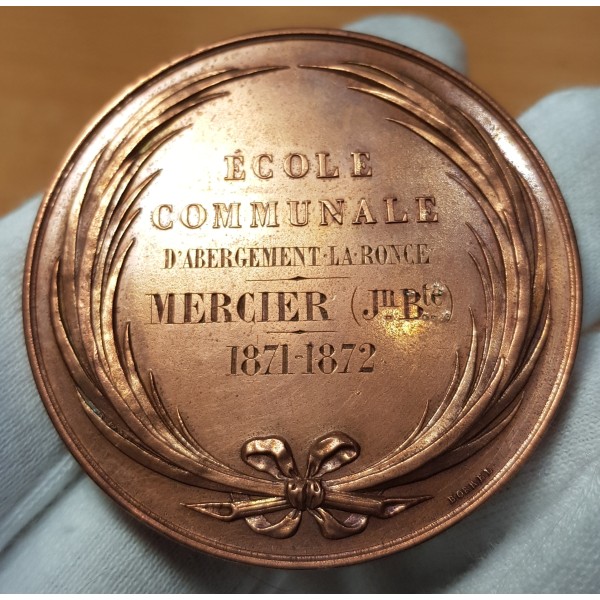 ÉCOLE
COMMUNALE
D'ABERGEMENT-LA-RONCE
MERCIER (Jn Bte)
1871-1872